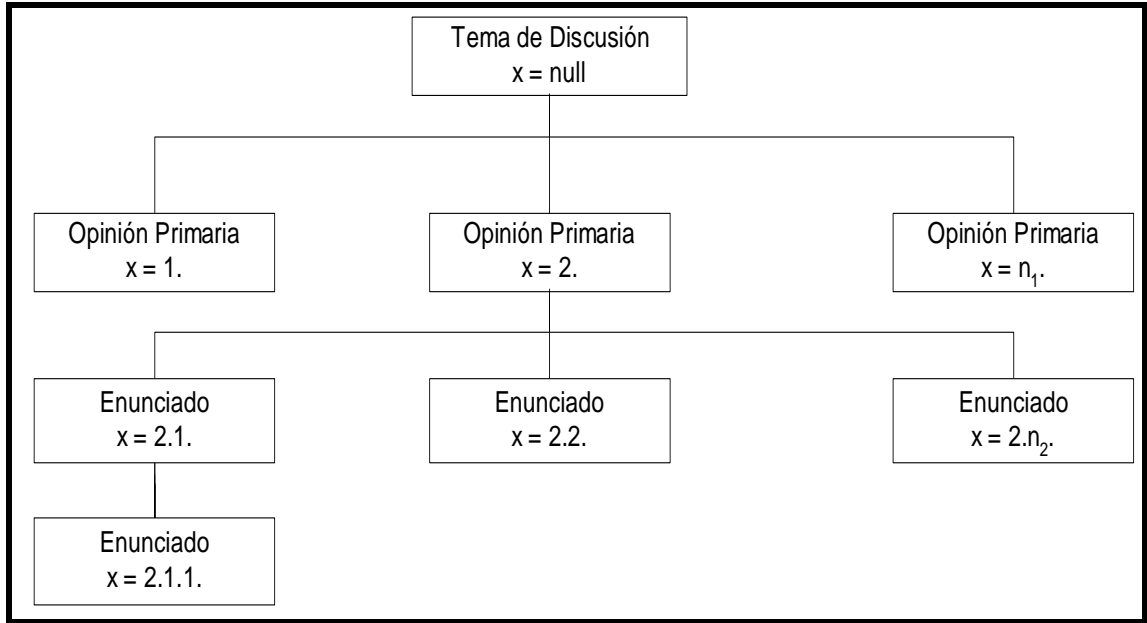 Tema de Discusión
x = null
Opinión Primaria
x = 1.
Opinión Primaria
x = 2.
Opinión Primaria
x = n₁.
Enunciado
x = 2.1.
Enunciado
x = 2.2.
Enunciado
x = 2.n₂.
Enunciado
x = 2.1.1.